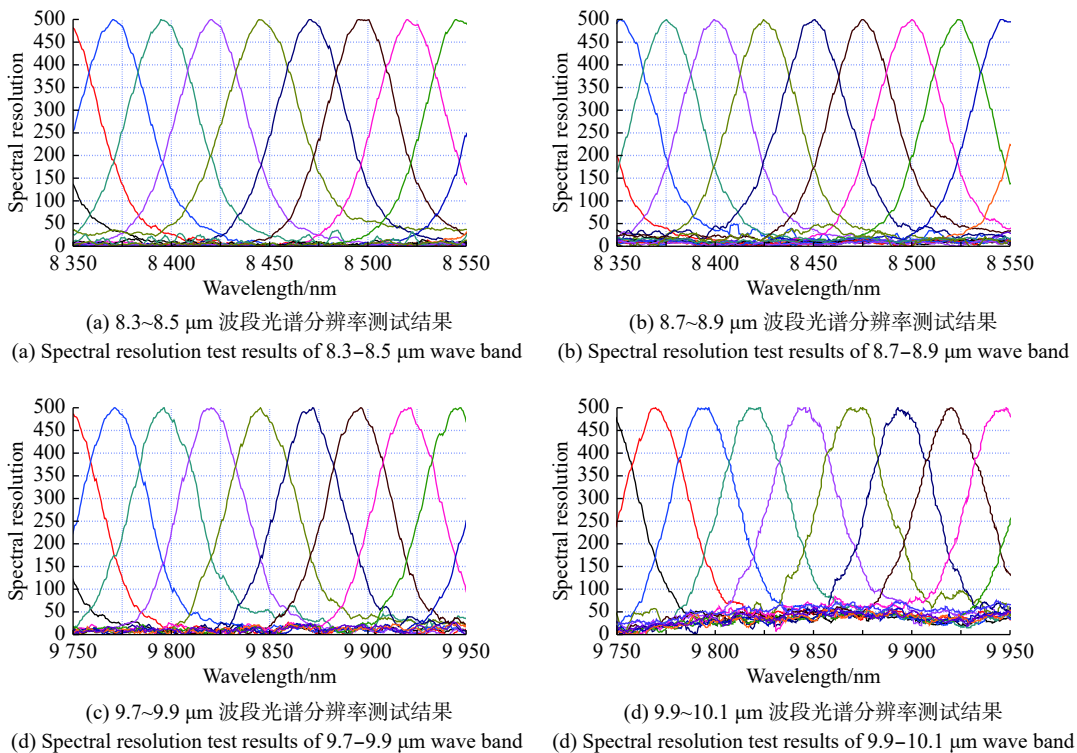 500
450
400
350
300
250
200
150
100
50
0
Spectral resolution
8 350 8 400 8 450 8 500 8 550
Wavelength/nm
(a) 8.3~8.5 μm 波段光谱分辨率测试结果
(a) Spectral resolution test results of 8.3−8.5 μm wave band
500
450
400
350
300
250
200
150
100
50
0
Spectral resolution
8 350 8 400 8 450 8 500 8 550
Wavelength/nm
(b) 8.7~8.9 μm 波段光谱分辨率测试结果
(b) Spectral resolution test results of 8.7−8.9 μm wave band
500
450
400
350
300
250
200
150
100
50
0
Spectral resolution
9 750 9 800 9 850 9 900 9 950
Wavelength/nm
(c) 9.7~9.9 μm 波段光谱分辨率测试结果
(d) Spectral resolution test results of 9.7−9.9 μm wave band
500
450
400
350
300
250
200
150
100
50
0
Spectral resolution
9 750 9 800 9 850 9 900 9 950
Wavelength/nm
(d) 9.9~10.1 μm 波段光谱分辨率测试结果
(d) Spectral resolution test results of 9.9−10.1 μm wave band